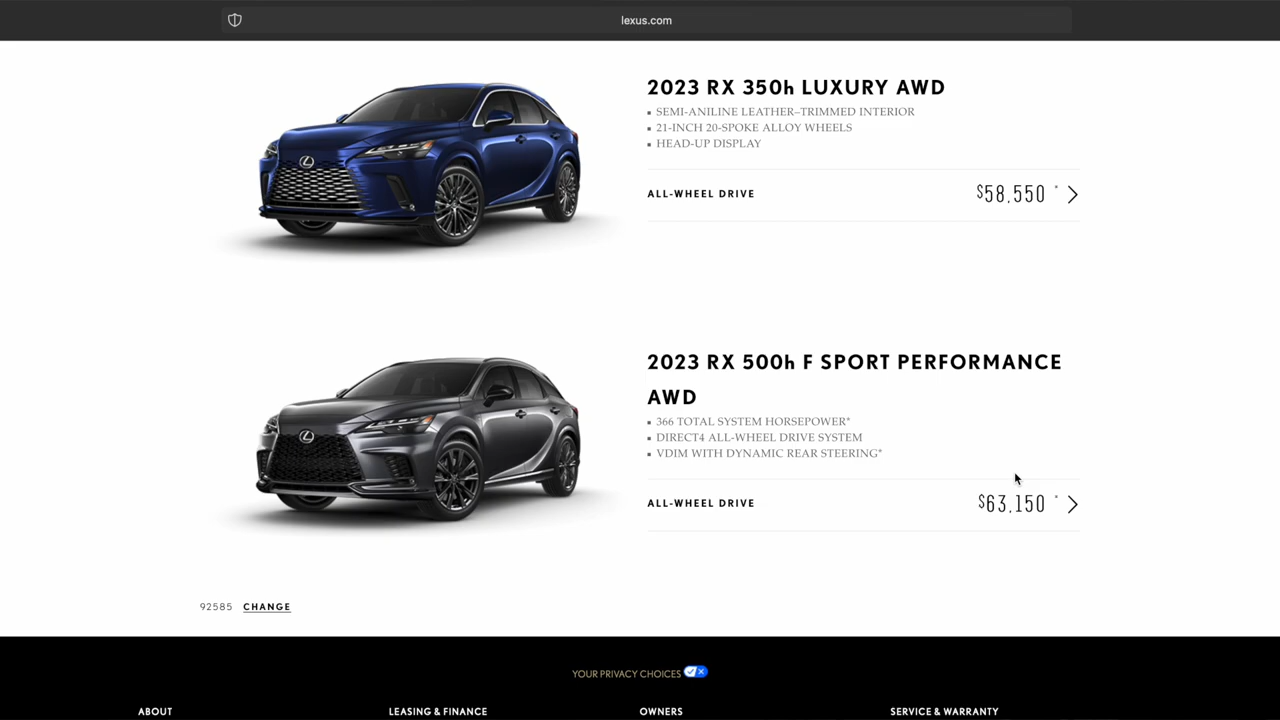 lexus.com
2023 RX 350h LUXURY AWD
SEMI-ANILINE LEATHER–TRIMMED INTERIOR
21-INCH 20-SPOKE ALLOY WHEELS
HEAD-UP DISPLAY
ALL-WHEEL DRIVE
$58,550 *
2023 RX 500h F SPORT PERFORMANCE
AWD
366 TOTAL SYSTEM HORSEPOWER*
DIRECT4 ALL-WHEEL DRIVE SYSTEM
VDIM WITH DYNAMIC REAR STEERING*
ALL-WHEEL DRIVE
$63,150 *
92585 CHANGE
YOUR PRIVACY CHOICES
ABOUT
LEASING & FINANCE
OWNERS
SERVICE & WARRANTY